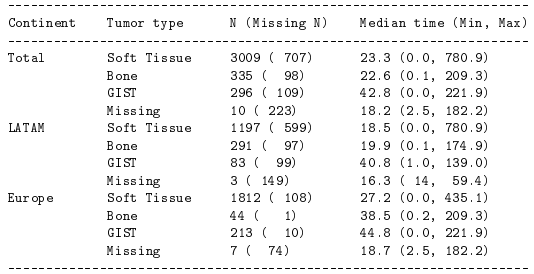 Continent Tumor type N (Missing N) Median time (Min, Max)
Total Soft Tissue 3009 ( 707) 23.3 (0.0, 780.9)
Bone 335 ( 98) 22.6 (0.1, 209.3)
GIST 296 ( 109) 42.8 (0.0, 221.9)
Missing 10 ( 223) 18.2 (2.5, 182.2)
LATAM Soft Tissue 1197 ( 599) 18.5 (0.0, 780.9)
Bone 291 ( 97) 19.9 (0.1, 174.9)
GIST 83 ( 99) 40.8 (1.0, 139.0)
Missing 3 ( 149) 16.3 ( 14, 59.4)
Europe Soft Tissue 1812 ( 108) 27.2 (0.0, 435.1)
Bone 44 ( 1) 38.5 (0.2, 209.3)
GIST 213 ( 10) 44.8 (0.0, 221.9)
Missing 7 ( 74) 18.7 (2.5, 182.2)